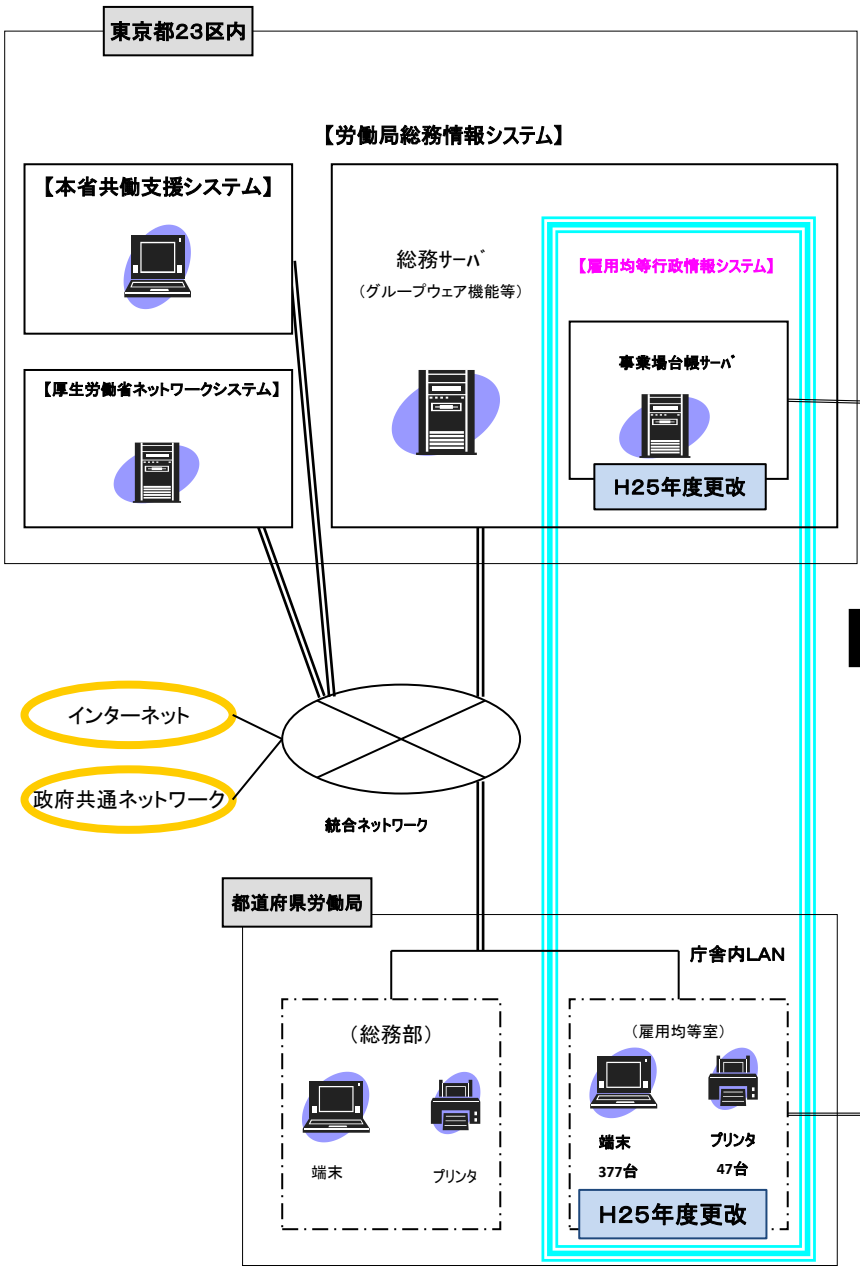 東京都23区内
【労働局総務情報システム】
【本省共働支援システム】
総務サーバ
(グループウェア機能等)
【雇用均等行政情報システム】
【厚生労働省ネットワークシステム】
事業場台帳サーバ
H25年度更改
インターネット
政府共通ネットワーク
統合ネットワーク
都道府県労働局
庁舎内LAN
(総務部)
(雇用均等室)
端末
プリンタ
端末
377台
プリンタ
47台
H25年度更改